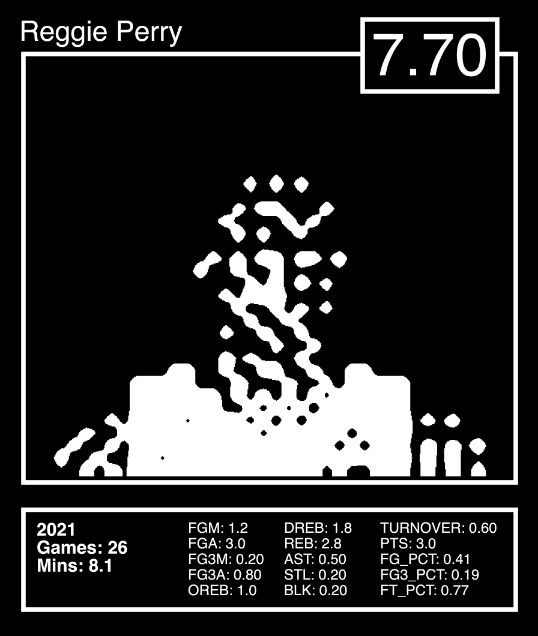 Reggie Perry
7.70
2021
Games: 26
Mins: 8.1
FGM: 1.2
FGA: 3.0
FG3M: 0.20
FG3A: 0.80
OREB: 1.0
DREB: 1.8
REB: 2.8
AST: 0.50
STL: 0.20
BLK: 0.20
TURNOVER: 0.60
PTS: 3.0
FG_PCT: 0.41
FG3_PCT: 0.19
FT_PCT: 0.77